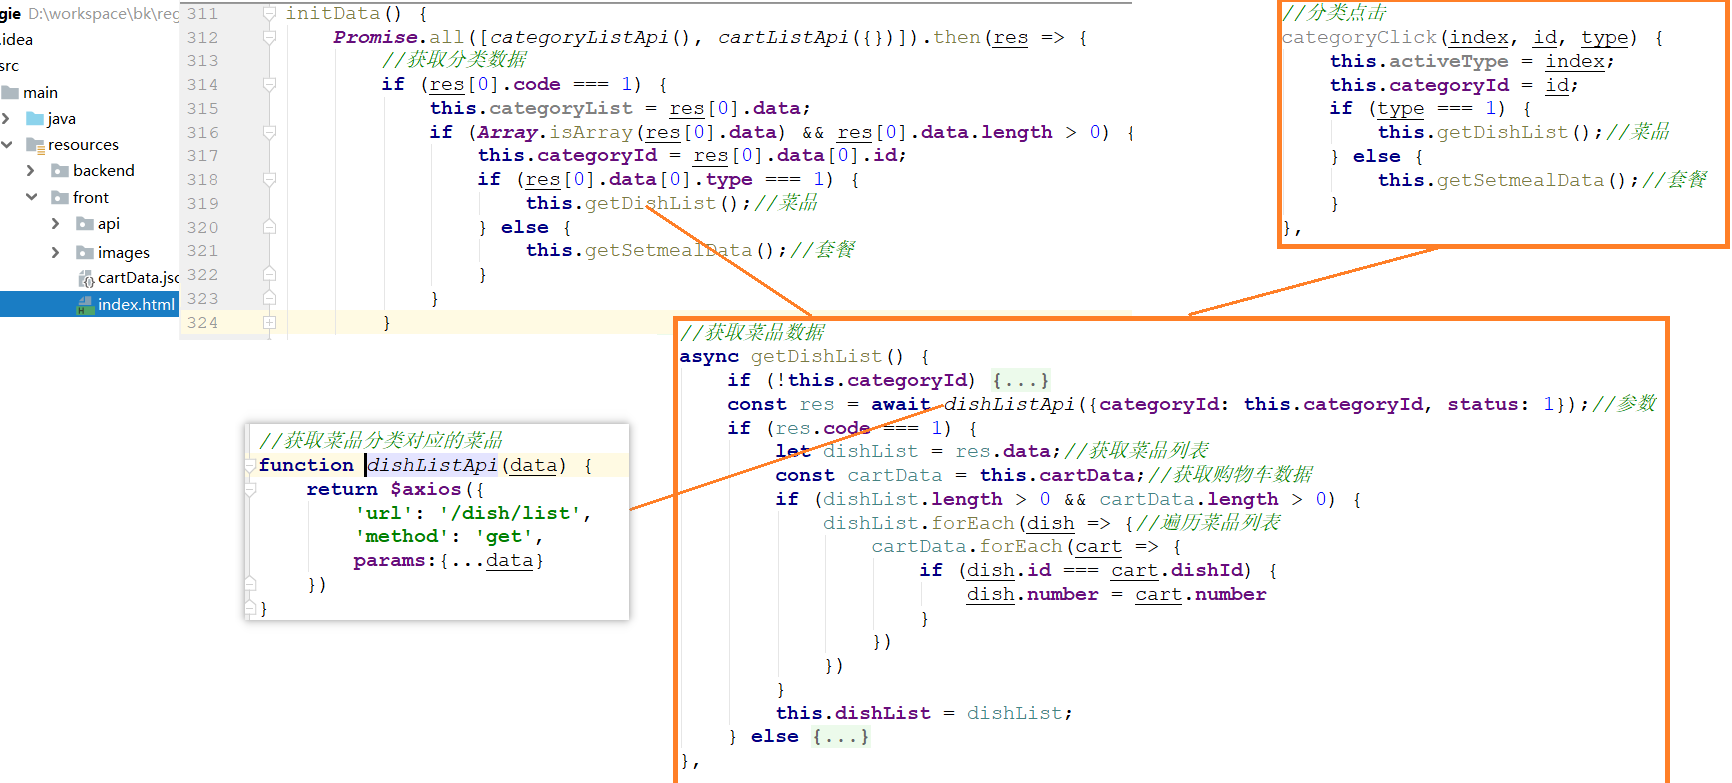 gie D:\workspace\bk\reg
.idea
src
main
java
resources
backend
front
api
images
cartData.jsc
index.html
311 initData() {
312 Promise.all([categoryListApi(), cartListApi({})]).then(res => {
313 //获取分类数据
314 if (res[0].code === 1) {
315 this.categoryList = res[0].data;
316 if (Array.isArray(res[0].data) && res[0].data.length > 0) {
317 this.categoryId = res[0].data[0].id;
318 if (res[0].data[0].type === 1) {
319 this.getDishList();//菜品
320 } else {
321 this.getSetmealData();//套餐
322 }
323 }
324 }
//分类点击
categoryClick(index, id, type) {
this.activeType = index;
this.categoryId = id;
if (type === 1) {
this.getDishList();//菜品
} else {
this.getSetmealData();//套餐
}
},
//获取菜品数据
async getDishList() {
if (!this.categoryId) {...}
const res = await dishListApi({categoryId: this.categoryId, status: 1});//参数
if (res.code === 1) {
let dishList = res.data;//获取菜品列表
const cartData = this.cartData;//获取购物车数据
if (dishList.length > 0 && cartData.length > 0) {
dishList.forEach(dish => {//遍历菜品列表
cartData.forEach(cart => {
if (dish.id === cart.dishId) {
dish.number = cart.number
}
})
})
}
this.dishList = dishList;
} else {...}
},
//获取菜品分类对应的菜品
function dishListApi(data) {
return $axios({
'url': '/dish/list',
'method': 'get',
params:{...data}
})
}